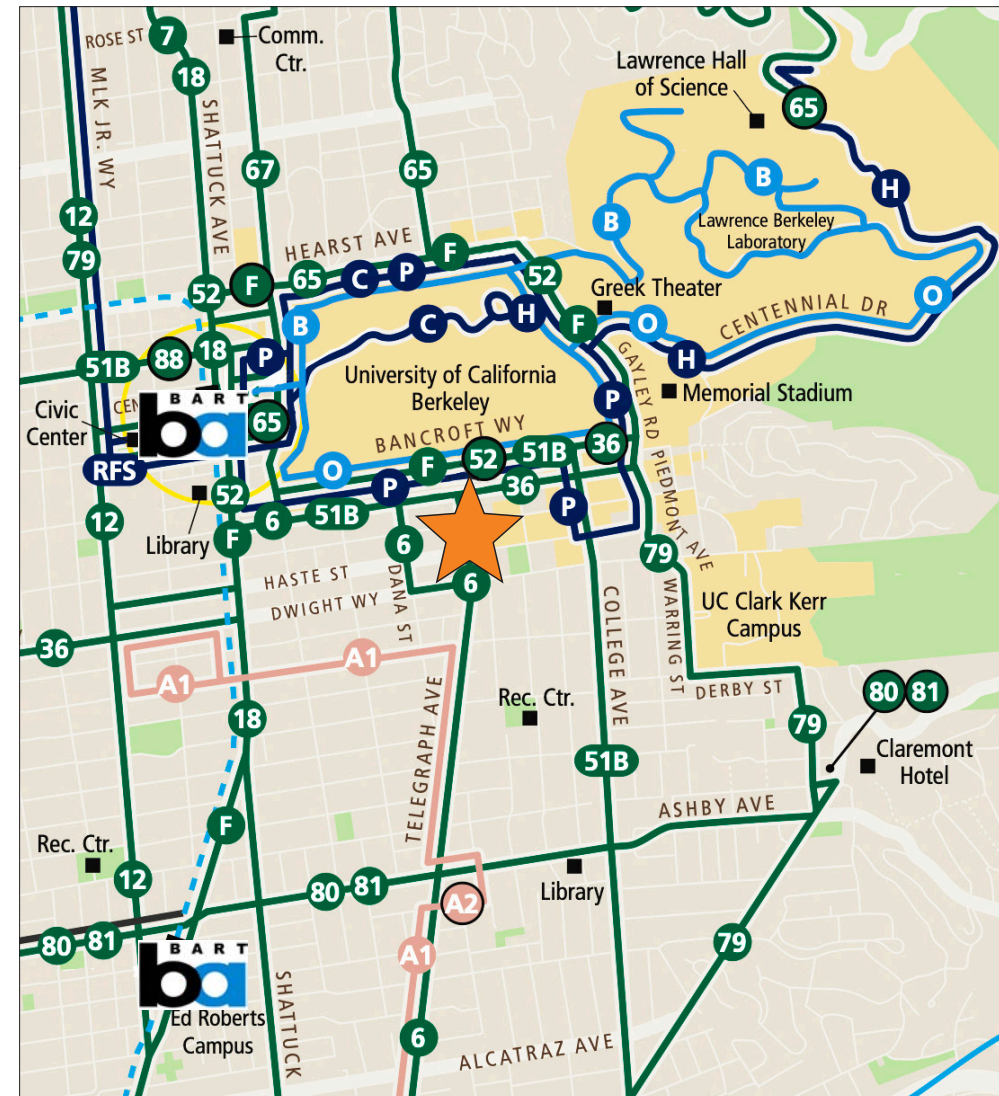 ROSE ST
7
Comm.
Ctr.
18
MLK JR. WY
SHATTUCK AVE
67
65
Lawrence Hall
of Science
65
B
H
B
Lawrence Berkeley
Laboratory
12
79
HEARST AVE
F
65
C
P
F
52
52
F
Greek Theater
O
CENTENNIAL DR
O
B
C
H
F
H
GAYLEY RD
51B
88
18
P
University of California
Berkeley
Memorial Stadium
P
CEN
BART
ba
Civic
Center
65
BANCROFT WY
RFS
O
F
52
51B
36
PIEDMONT AVE
P
36
P
Library
52
12
F
6
51B
6
6
79
HASTE ST
DWIGHT WY
DANA ST
COLLEGE AVE
WARRING ST
UC Clark Kerr
Campus
36
A1
A1
DERBY ST
80
81
Rec. Ctr.
18
TELEGRAPH AVE
79
51B
Claremont
Hotel
ASHBY AVE
F
Rec. Ctr.
12
80
81
Library
A2
80
81
BART
ba
A1
79
Ed Roberts
Campus
SHATTUCK
6
ALCATRAZ AVE